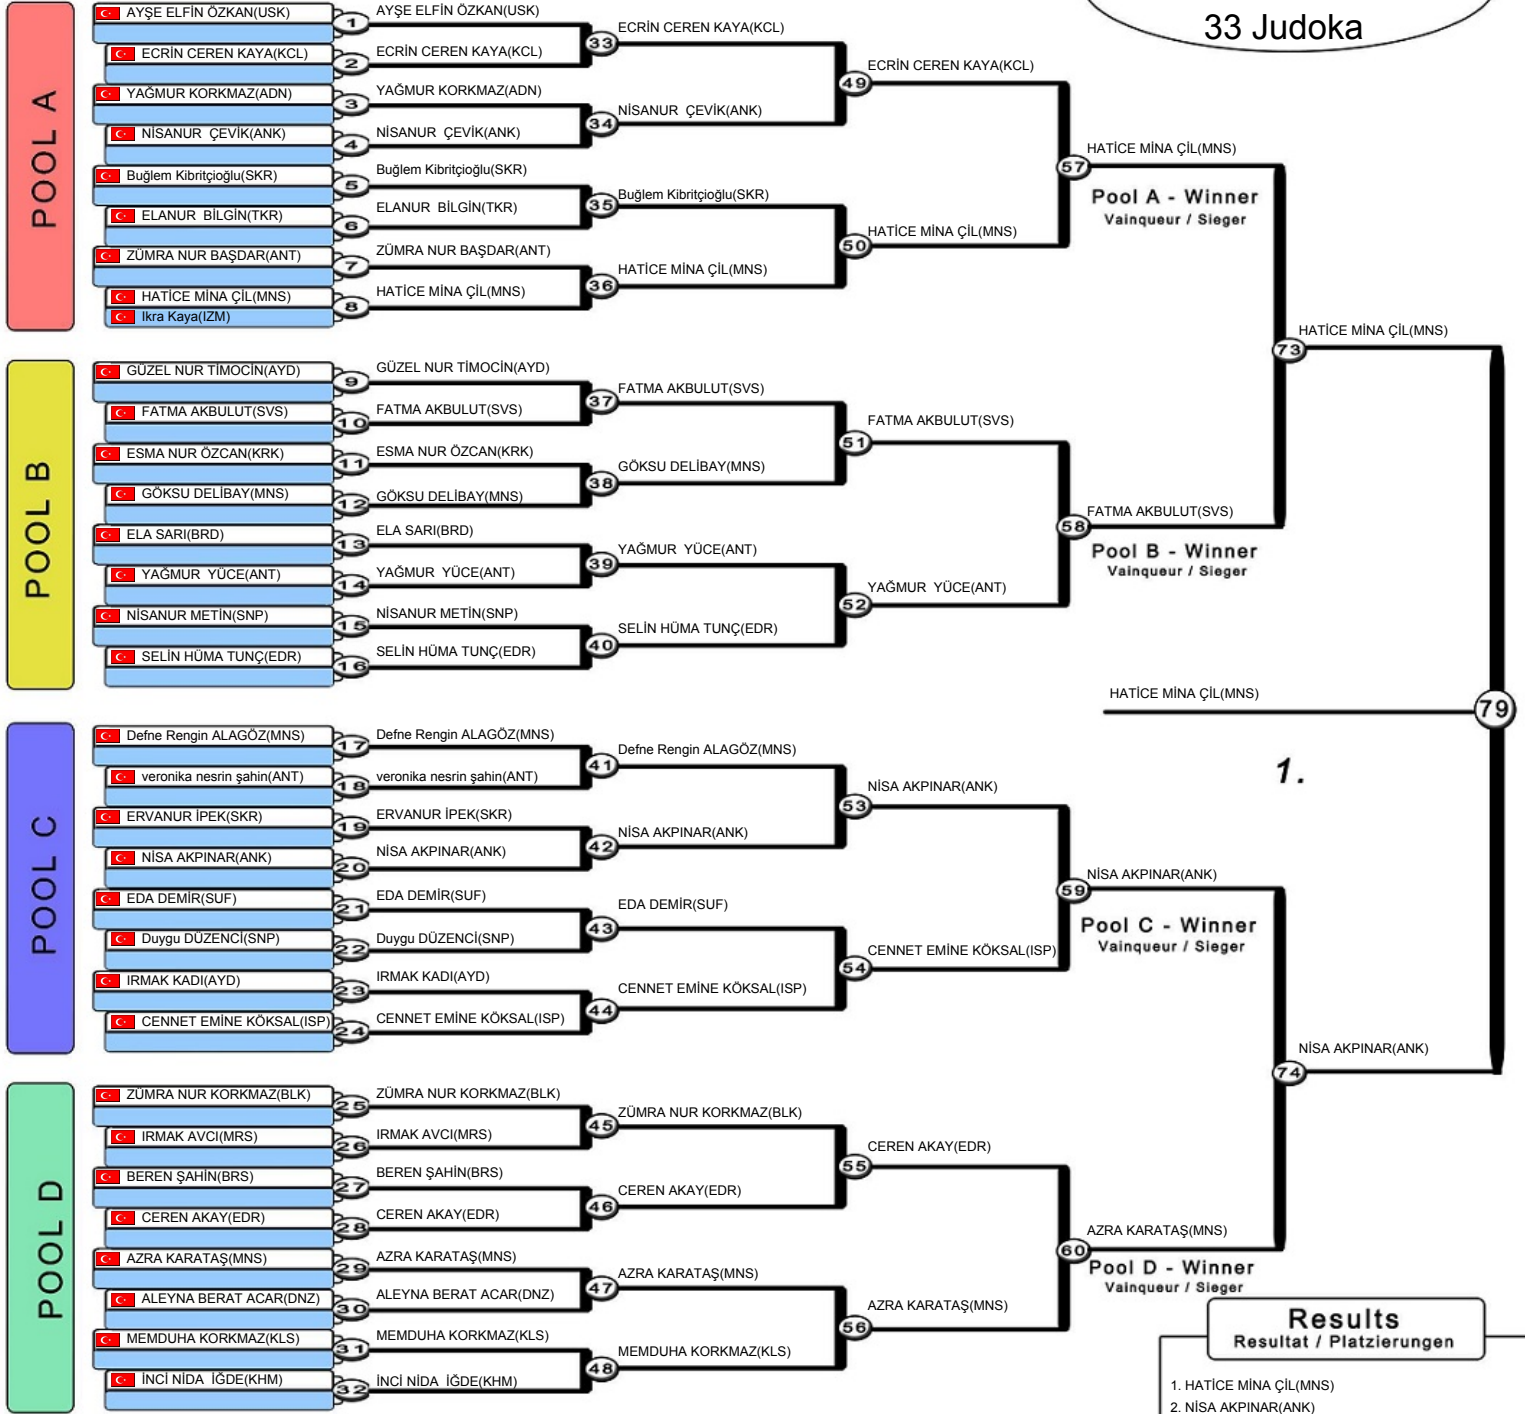 33 Judoka
POOL A
AYŞE ELFİN ÖZKAN(USK)
ECRİN CEREN KAYA(KCL)
YAĞMUR KORKMAZ(ADN)
NİSANUR ÇEVİK(ANK)
Buğlem Kibritçioğlu(SKR)
ELANUR BİLGİN(TKR)
ZÜMRA NUR BAŞDAR(ANT)
HATİCE MİNA ÇİL(MNS)
Ikra Kaya(IZM)
1
2
3
4
5
6
7
8
AYŞE ELFİN ÖZKAN(USK)
ECRİN CEREN KAYA(KCL)
YAĞMUR KORKMAZ(ADN)
NİSANUR ÇEVİK(ANK)
Buğlem Kibritçioğlu(SKR)
ELANUR BİLGİN(TKR)
ZÜMRA NUR BAŞDAR(ANT)
HATİCE MİNA ÇİL(MNS)
33
34
35
36
ECRİN CEREN KAYA(KCL)
NİSANUR ÇEVİK(ANK)
Buğlem Kibritçioğlu(SKR)
HATİCE MİNA ÇİL(MNS)
49
50
ECRİN CEREN KAYA(KCL)
HATİCE MİNA ÇİL(MNS)
57
HATİCE MİNA ÇİL(MNS)
Pool A - Winner
Vainqueur / Sieger
POOL B
GÜZEL NUR TİMOCİN(AYD)
FATMA AKBULUT(SVS)
ESMA NUR ÖZCAN(KRK)
GÖKSU DELİBAY(MNS)
ELA SARI(BRD)
YAĞMUR YÜCE(ANT)
NİSANUR METİN(SNP)
SELİN HÜMA TUNÇ(EDR)
9
10
11
12
13
14
15
16
GÜZEL NUR TİMOCİN(AYD)
FATMA AKBULUT(SVS)
ESMA NUR ÖZCAN(KRK)
GÖKSU DELİBAY(MNS)
ELA SARI(BRD)
YAĞMUR YÜCE(ANT)
NİSANUR METİN(SNP)
SELİN HÜMA TUNÇ(EDR)
37
38
39
40
FATMA AKBULUT(SVS)
GÖKSU DELİBAY(MNS)
YAĞMUR YÜCE(ANT)
SELİN HÜMA TUNÇ(EDR)
51
52
FATMA AKBULUT(SVS)
YAĞMUR YÜCE(ANT)
58
FATMA AKBULUT(SVS)
Pool B - Winner
Vainqueur / Sieger
73
HATİCE MİNA ÇİL(MNS)
HATİCE MİNA ÇİL(MNS)
79
1.
POOL C
Defne Rengin ALAGÖZ(MNS)
veronika nesrin şahin(ANT)
ERVANUR İPEK(SKR)
NİSA AKPINAR(ANK)
EDA DEMİR(SUF)
Duygu DÜZENCİ(SNP)
IRMAK KADI(AYD)
CENNET EMİNE KÖKSAL(ISP)
17
18
19
20
21
22
23
24
Defne Rengin ALAGÖZ(MNS)
veronika nesrin şahin(ANT)
ERVANUR İPEK(SKR)
NİSA AKPINAR(ANK)
EDA DEMİR(SUF)
Duygu DÜZENCİ(SNP)
IRMAK KADI(AYD)
CENNET EMİNE KÖKSAL(ISP)
41
42
43
44
Defne Rengin ALAGÖZ(MNS)
NİSA AKPINAR(ANK)
EDA DEMİR(SUF)
CENNET EMİNE KÖKSAL(ISP)
53
54
NİSA AKPINAR(ANK)
CENNET EMİNE KÖKSAL(ISP)
59
NİSA AKPINAR(ANK)
Pool C - Winner
Vainqueur / Sieger
POOL D
ZÜMRA NUR KORKMAZ(BLK)
IRMAK AVCI(MRS)
BEREN ŞAHİN(BRS)
CEREN AKAY(EDR)
AZRA KARATAŞ(MNS)
ALEYNA BERAT ACAR(DNZ)
MEMDUHA KORKMAZ(KLS)
İNCİ NİDA İĞDE(KHM)
25
26
27
28
29
30
31
32
ZÜMRA NUR KORKMAZ(BLK)
IRMAK AVCI(MRS)
BEREN ŞAHİN(BRS)
CEREN AKAY(EDR)
AZRA KARATAŞ(MNS)
ALEYNA BERAT ACAR(DNZ)
MEMDUHA KORKMAZ(KLS)
İNCİ NİDA İĞDE(KHM)
45
46
47
48
ZÜMRA NUR KORKMAZ(BLK)
CEREN AKAY(EDR)
AZRA KARATAŞ(MNS)
MEMDUHA KORKMAZ(KLS)
55
56
CEREN AKAY(EDR)
AZRA KARATAŞ(MNS)
60
AZRA KARATAŞ(MNS)
Pool D - Winner
Vainqueur / Sieger
74
NİSA AKPINAR(ANK)
Results
Resultat / Platzierungen
1. HATİCE MİNA ÇİL(MNS)
2. NİSA AKPINAR(ANK)